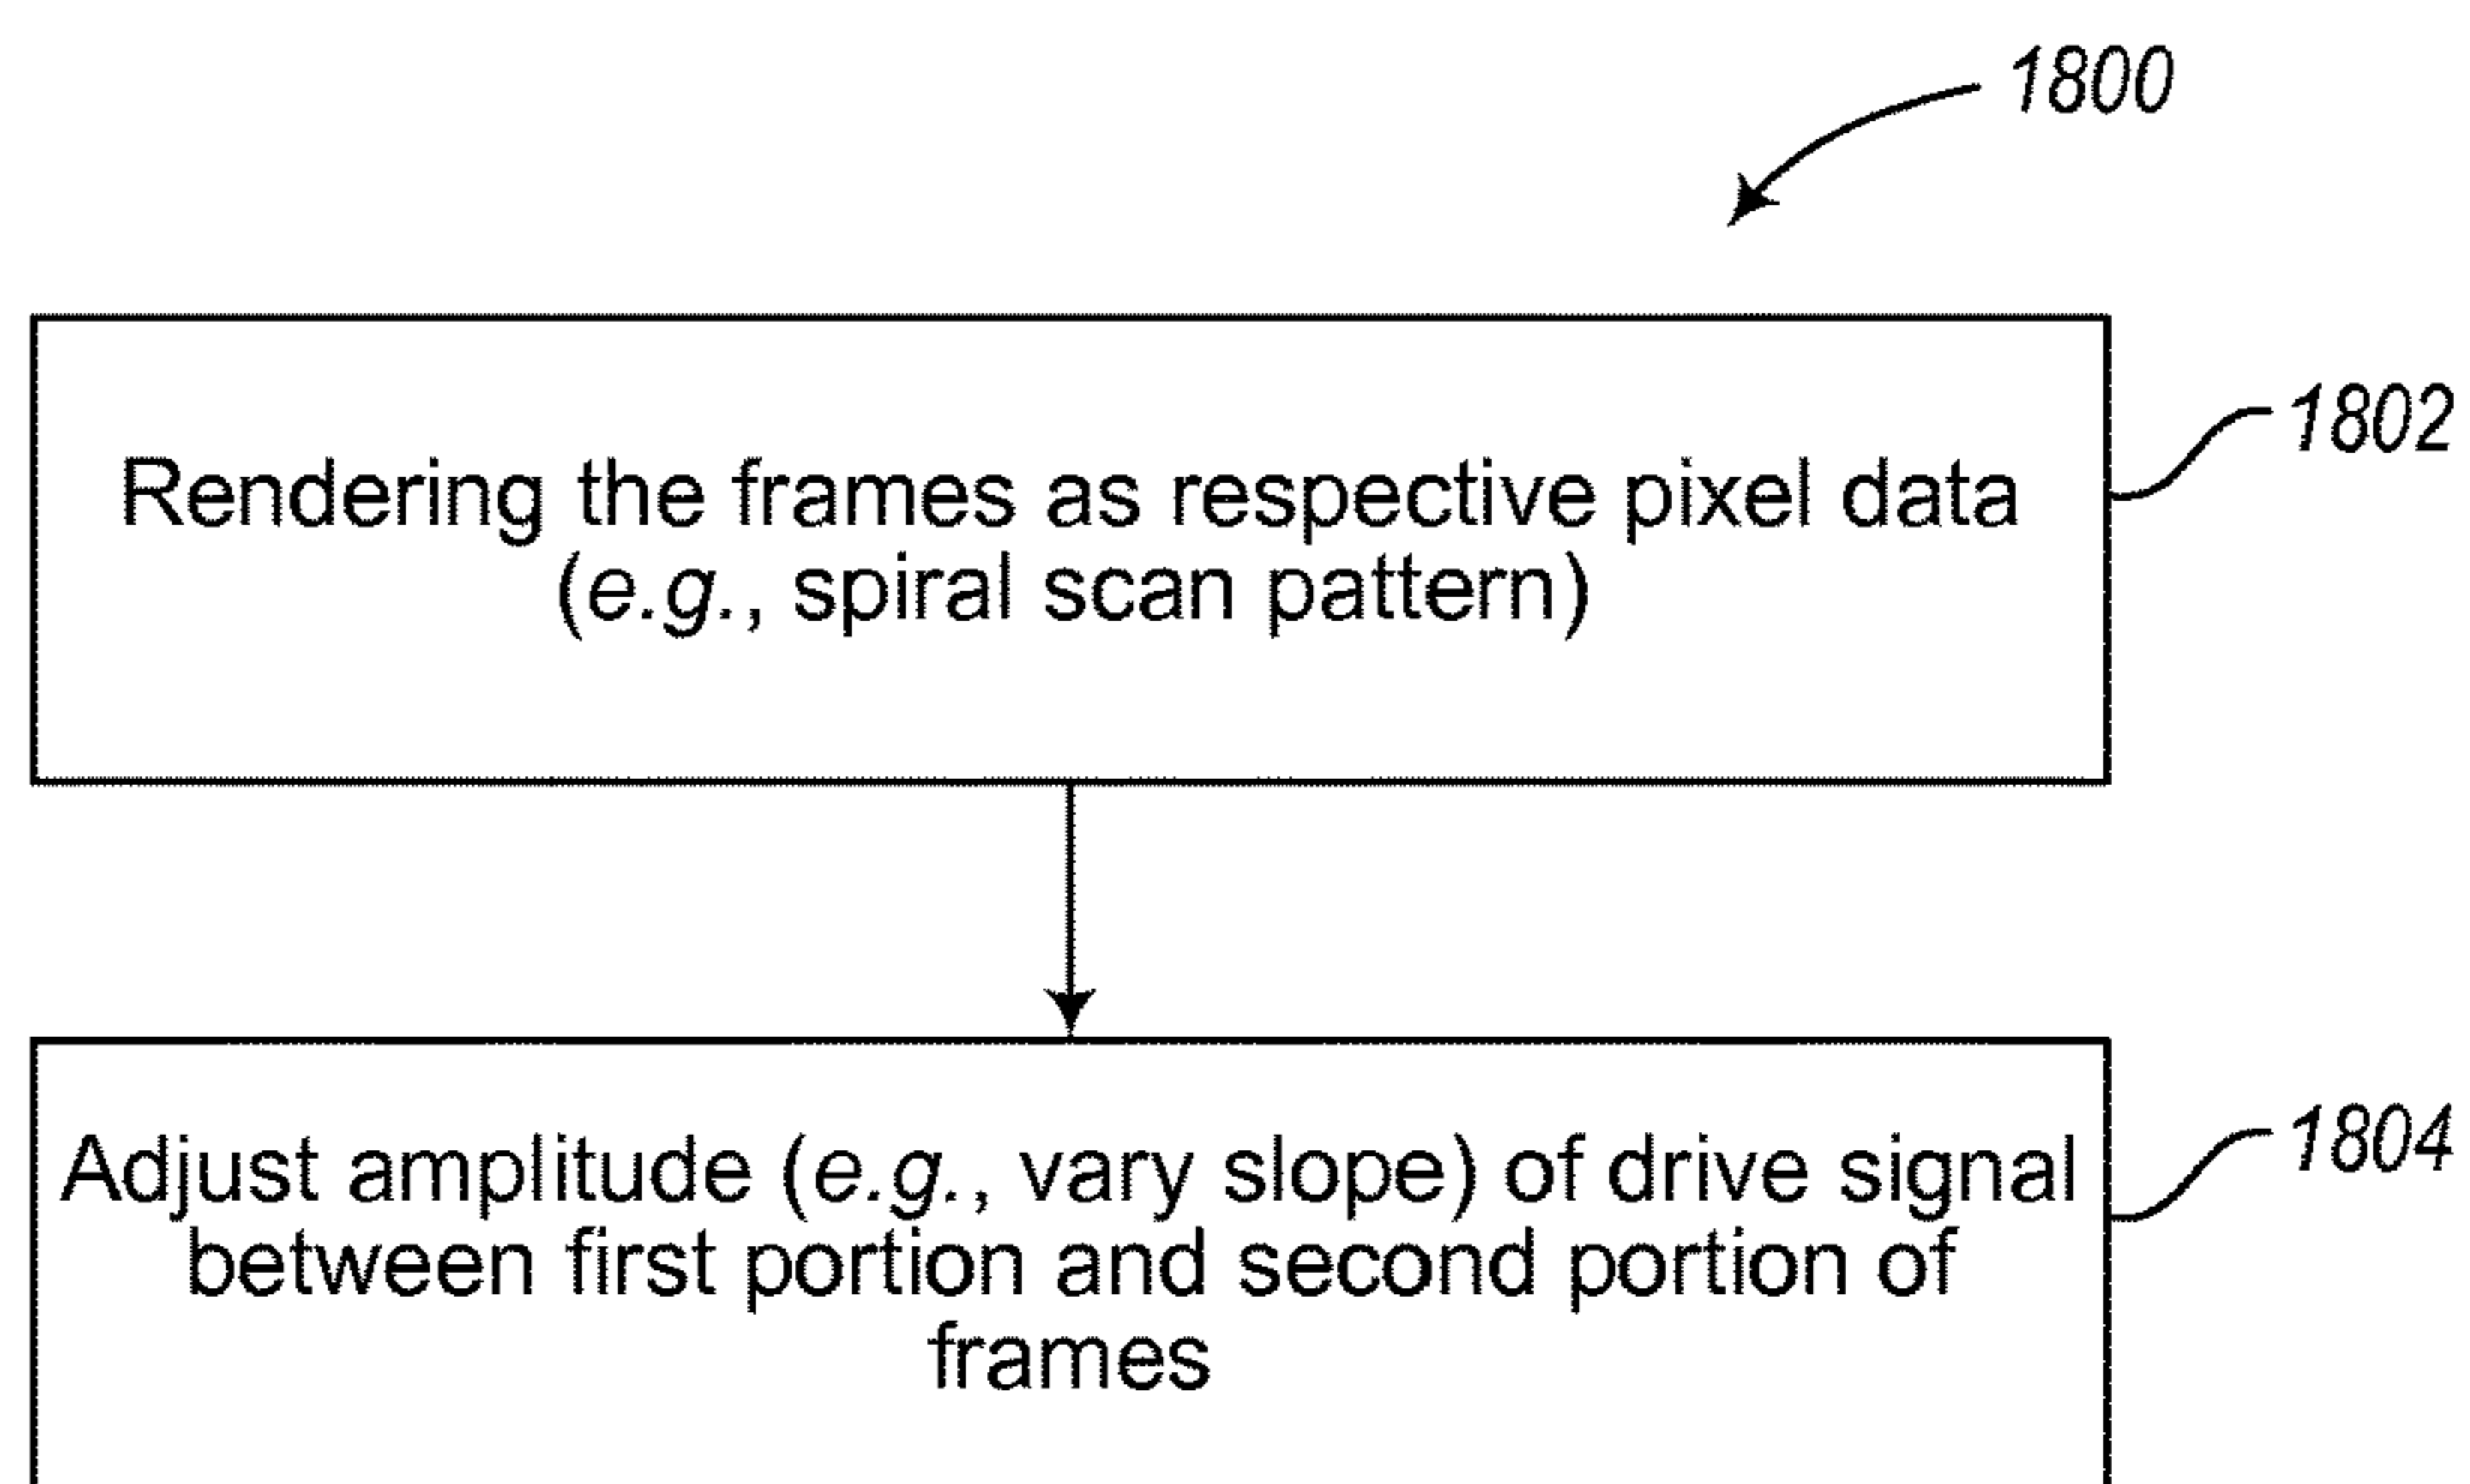 1800
1802
Rendering the frames as respective pixel data
(e.g., spiral scan pattern)
1804
Adjust amplitude (e.g., vary slope) of drive signal
between first portion and second portion of
frames